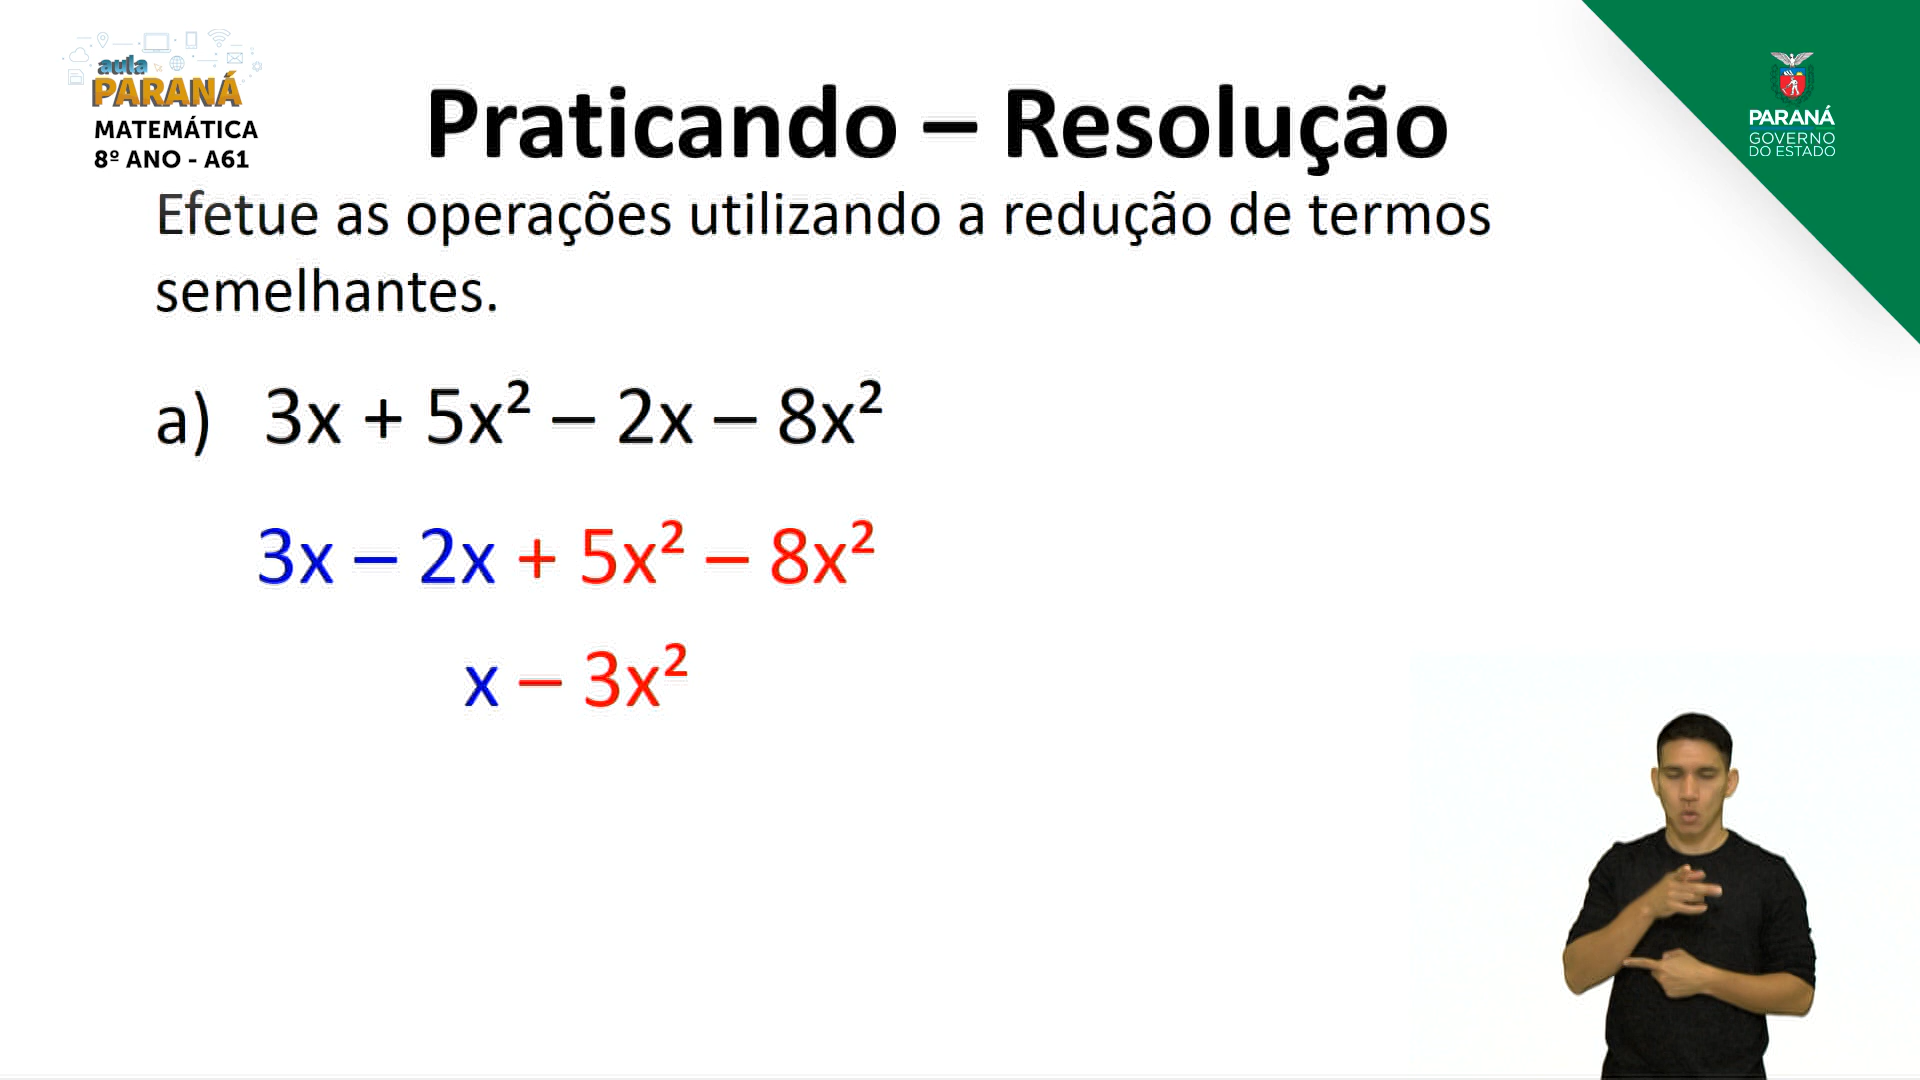 aula
PARANÁ
MATEMÁTICA
8º ANO - A61
Praticando – Resolução
PARANÁ
GOVERNO
DO ESTADO
Efetue as operações utilizando a redução de termos
semelhantes.
a) 3x + 5x² – 2x – 8x²
3x – 2x + 5x² – 8x²
x – 3x²